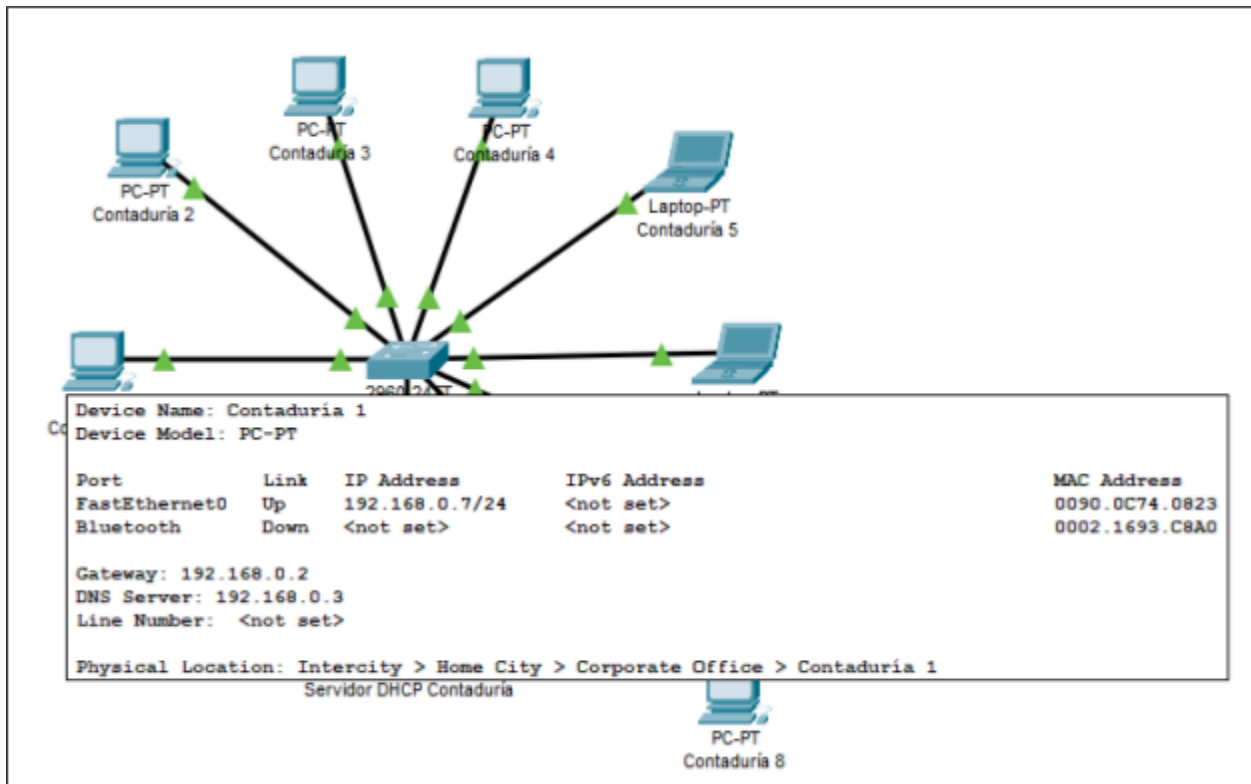 PC-PT
Contaduría 3
PC-PT
Contaduría 4
PC-PT
Contaduría 2
Laptop-PT
Contaduría 5
Device Name: Contaduría 1
Device Model: PC-PT
Port Link IP Address IPv6 Address MAC Address
FastEthernet0 Up 192.168.0.7/24 <not set> 0090.0C74.0823
Bluetooth Down <not set> <not set> 0002.1693.C8A0
Gateway: 192.168.0.2
DNS Server: 192.168.0.3
Line Number: <not set>
Physical Location: Intercity > Home City > Corporate Office > Contaduría 1
Servidor DHCP Contaduría
PC-PT
Contaduría 8